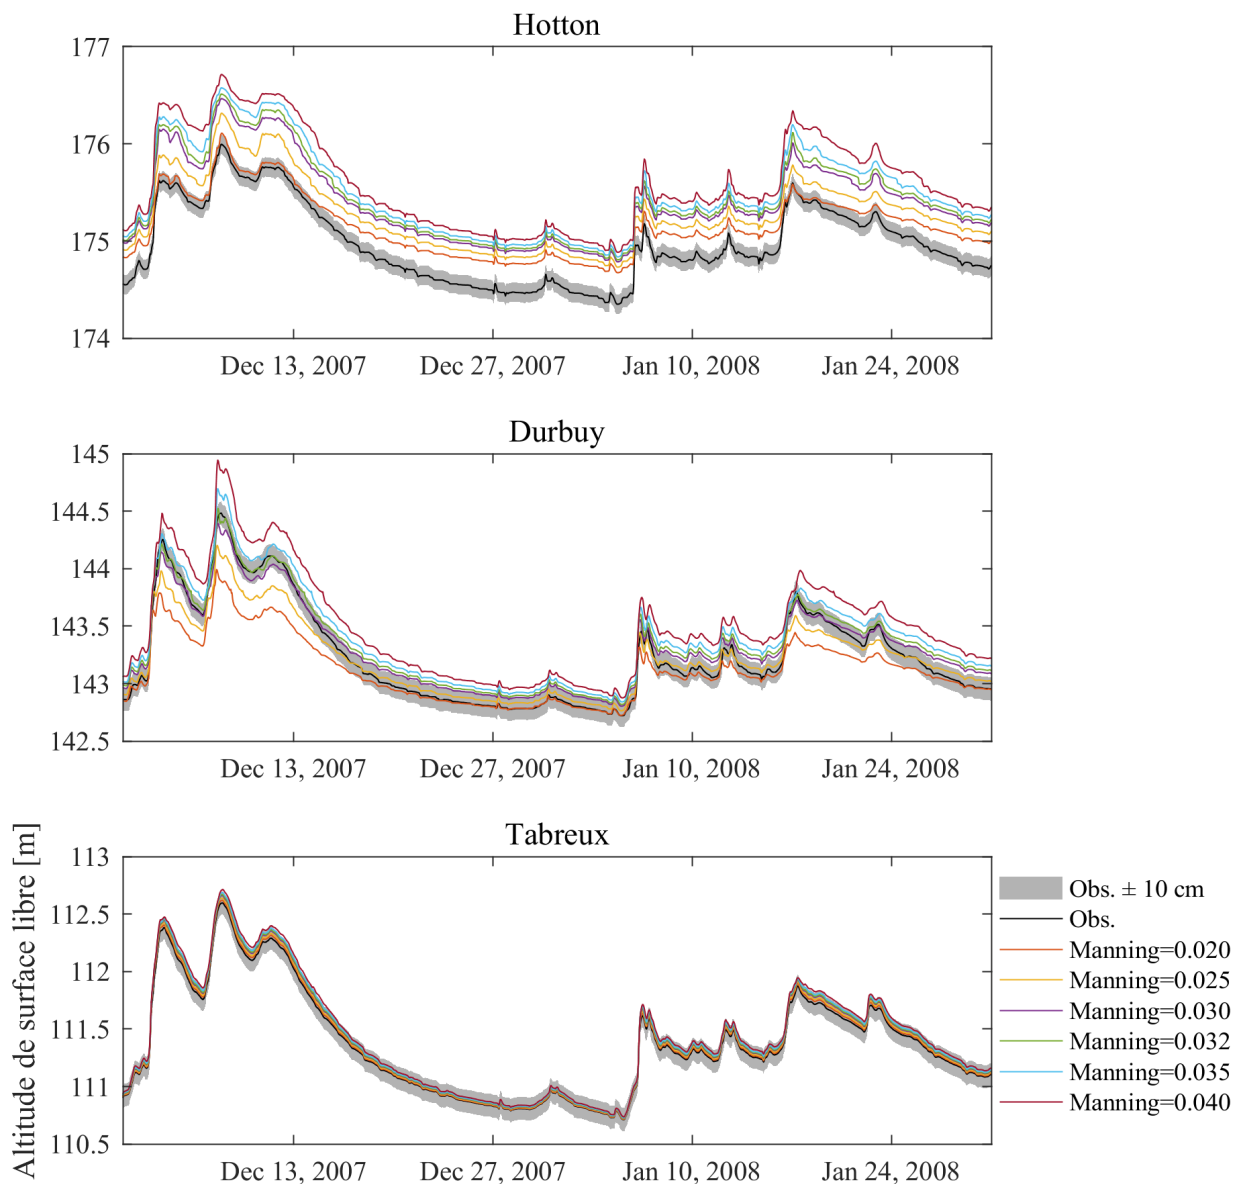 Hotton
177
176
175
174
Dec 13, 2007 Dec 27, 2007 Jan 10, 2008 Jan 24, 2008
Durbuy
145
144.5
144
143.5
143
142.5
Dec 13, 2007 Dec 27, 2007 Jan 10, 2008 Jan 24, 2008
Altitude de surface libre [m]
Tabreux
113
112.5
112
111.5
111
110.5
Dec 13, 2007 Dec 27, 2007 Jan 10, 2008 Jan 24, 2008
Obs. ± 10 cm
Obs.
Manning=0.020
Manning=0.025
Manning=0.030
Manning=0.032
Manning=0.035
Manning=0.040